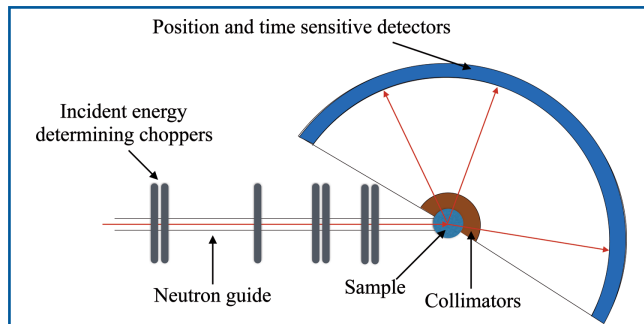 Position and time sensitive detectors
Incident energy
determining choppers
Neutron guide
Sample
Collimators